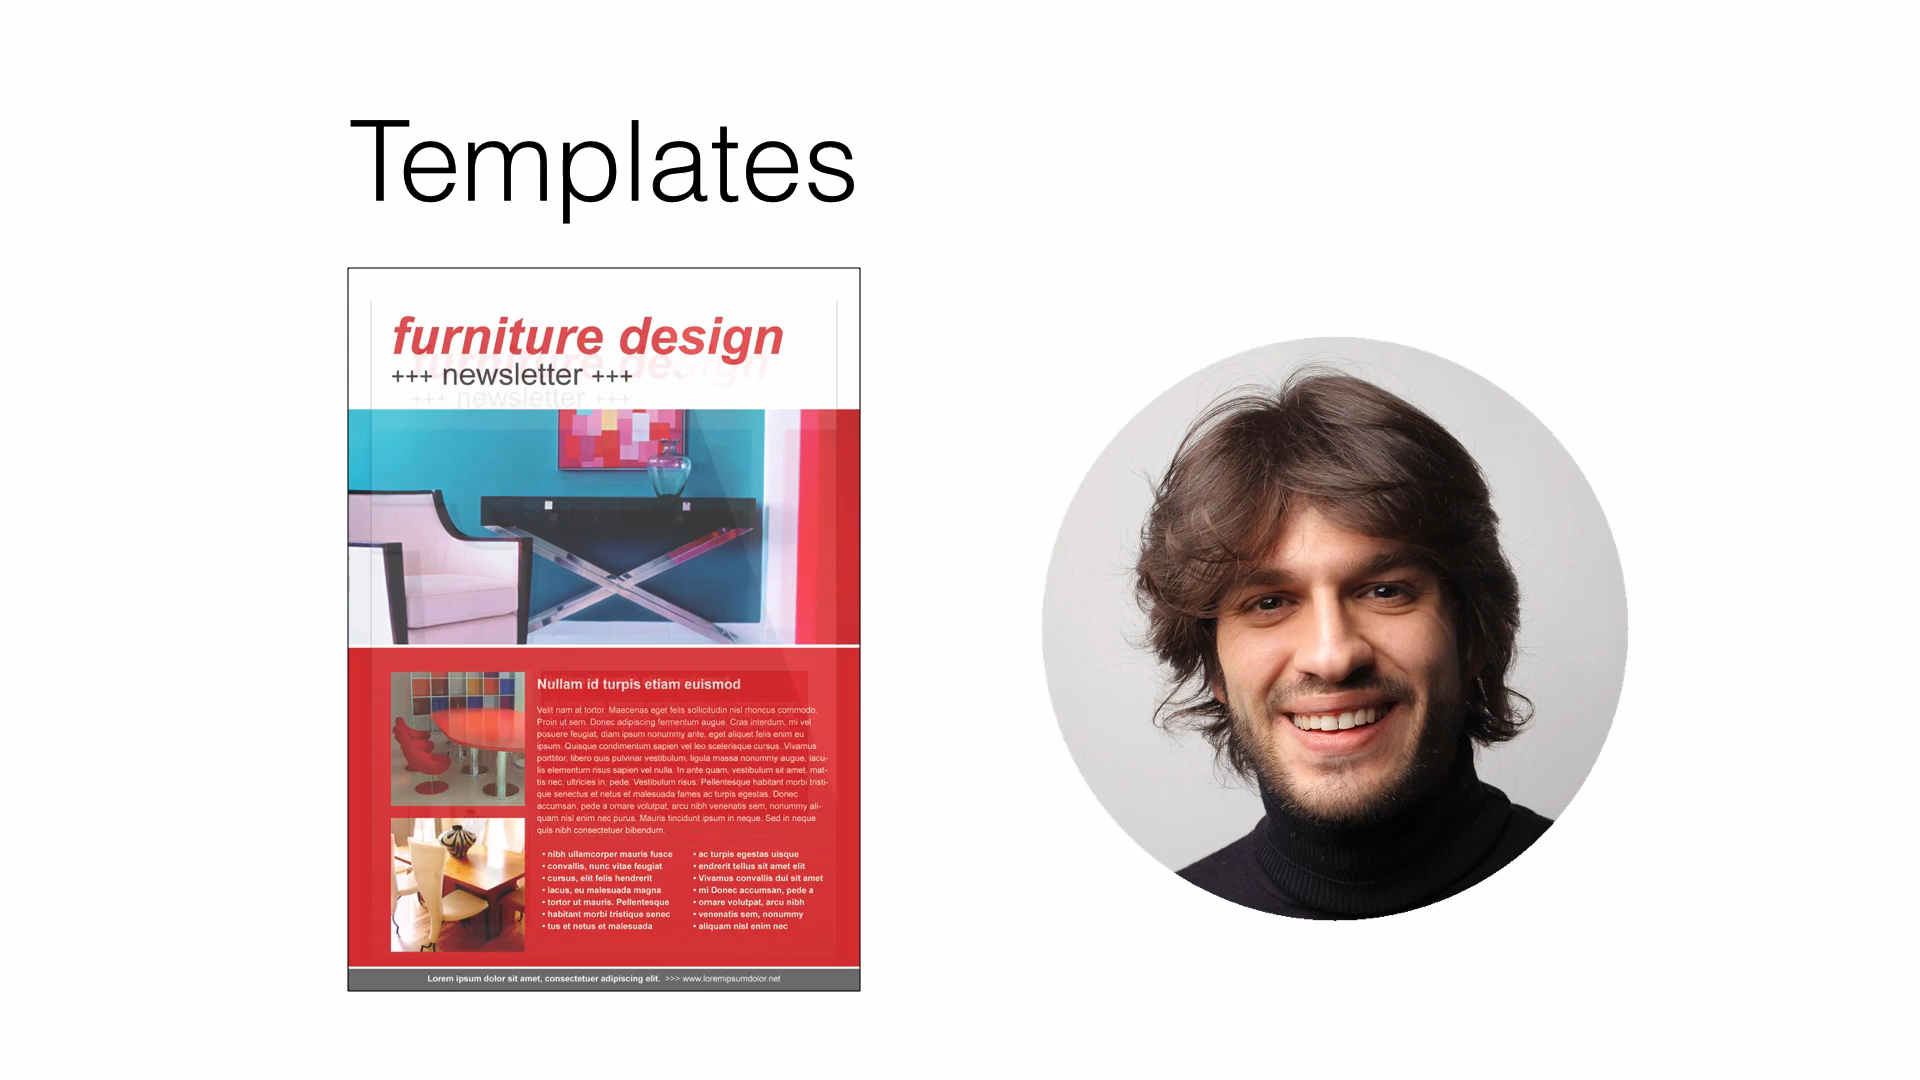 Templates
furniture design
+++ newsletter +++
Nullam id turpis etiam euismod
Velit nam at tortor. Maecenas eget felis sollicitudin nisl rhoncus commodo.
Proin ut sem. Donec adipiscing fermentum augue. Cras interdum, mi vel
posuere feugiat, diam ipsum nonummy ante, eget aliquet felis enim eu
ipsum. Quisque condimentum sapien vel leo scelerisque cursus. Vivamus
porttitor, libero quis pulvinar vestibulum, ligula massa nonummy augue, iacu-
lis elementum risus sapien vel nulla. In ante quam, vestibulum sit amet, mat-
tis nec, ultricies in, pede. Vestibulum risus. Pellentesque habitant morbi tristi-
que senectus et netus et malesuada fames ac turpis egestas. Donec
accumsan, pede a ornare volutpat, arcu nibh venenatis sem, nonummy ali-
quam nisl enim nec purus. Mauris tincidunt ipsum in neque. Sed in neque
quis nibh consectetuer bibendum.
• nibh ullamcorper mauris fusce
• convallis, nunc vitae feugiat
• cursus, elit felis hendrerit
• lacus, eu malesuada magna
• tortor ut mauris. Pellentesque
• habitant morbi tristique senec
• tus et netus et malesuada
• ac turpis egestas uisque
• endrerit tellus sit amet elit
• Vivamus convallis dui sit amet
• mi Donec accumsan, pede a
• ornare volutpat, arcu nibh
• venenatis sem, nonummy
• aliquam nisl enim nec
Lorem ipsum dolor sit amet, consectetuer adipiscing elit. >>> www.loremipsumdolor.net